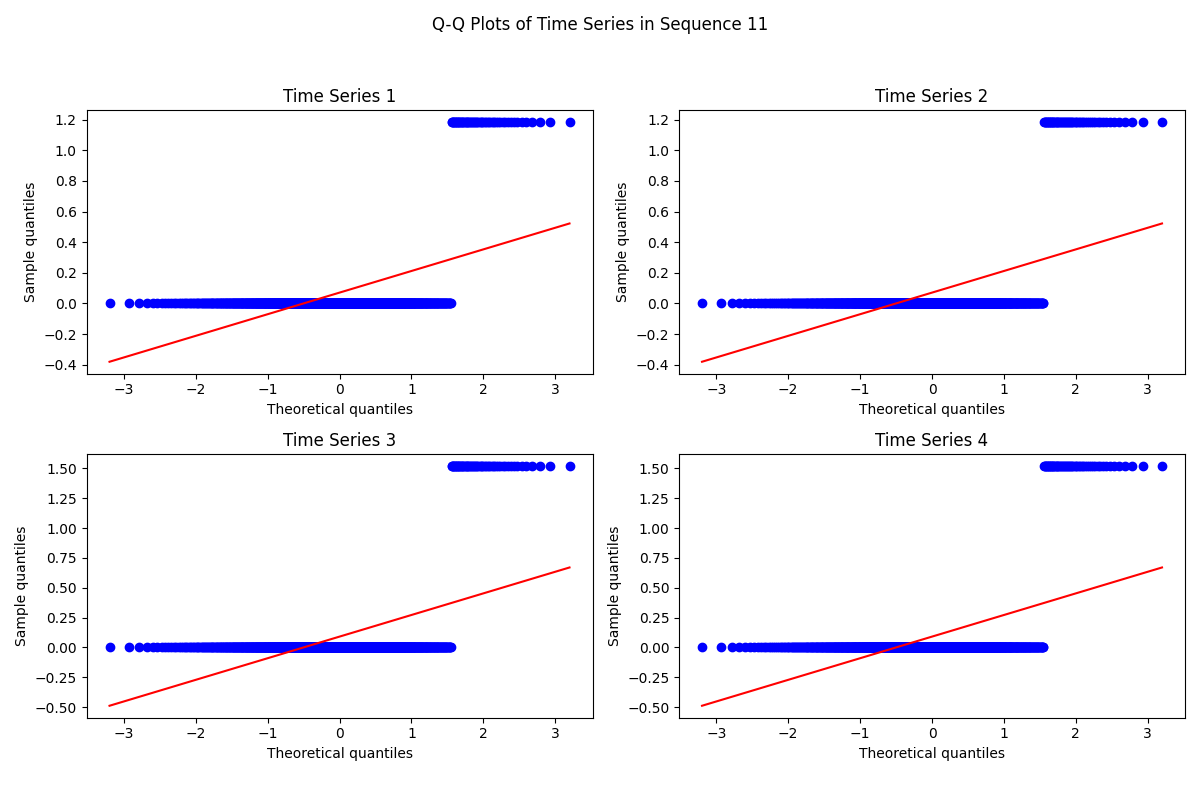 Q-Q Plots of Time Series in Sequence 11
Time Series 1
Sample quantiles
1.2
1.0
0.8
0.6
0.4
0.2
0.0
−0.2
−0.4
−3 −2 −1 0 1 2 3
Theoretical quantiles
Time Series 2
Sample quantiles
1.2
1.0
0.8
0.6
0.4
0.2
0.0
−0.2
−0.4
−3 −2 −1 0 1 2 3
Theoretical quantiles
Time Series 3
Sample quantiles
1.50
1.25
1.00
0.75
0.50
0.25
0.00
−0.25
−0.50
−3 −2 −1 0 1 2 3
Theoretical quantiles
Time Series 4
Sample quantiles
1.50
1.25
1.00
0.75
0.50
0.25
0.00
−0.25
−0.50
−3 −2 −1 0 1 2 3
Theoretical quantiles